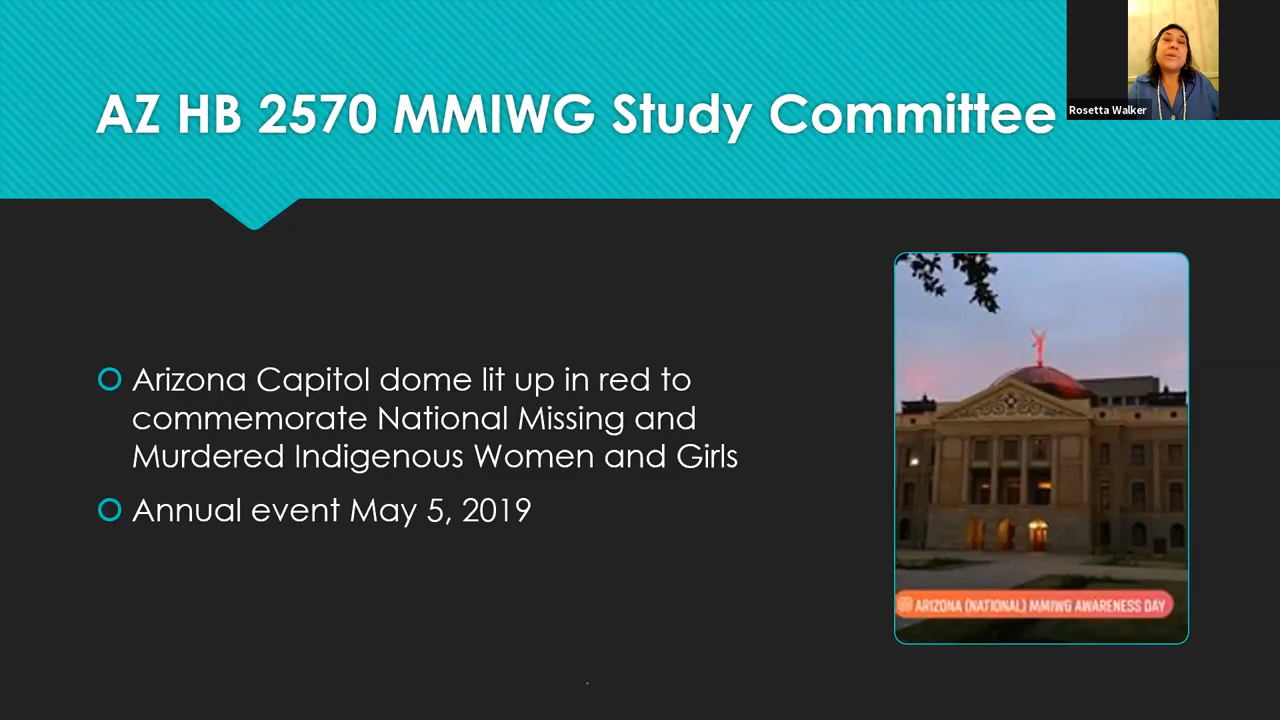 AZ HB 2570 MMIWG Study Committee
Rosetta Walker
Arizona Capitol dome lit up in red to
commemorate National Missing and
Murdered Indigenous Women and Girls
Annual event May 5, 2019
ARIZONA (NATIONAL) MMIWG AWARENESS DAY